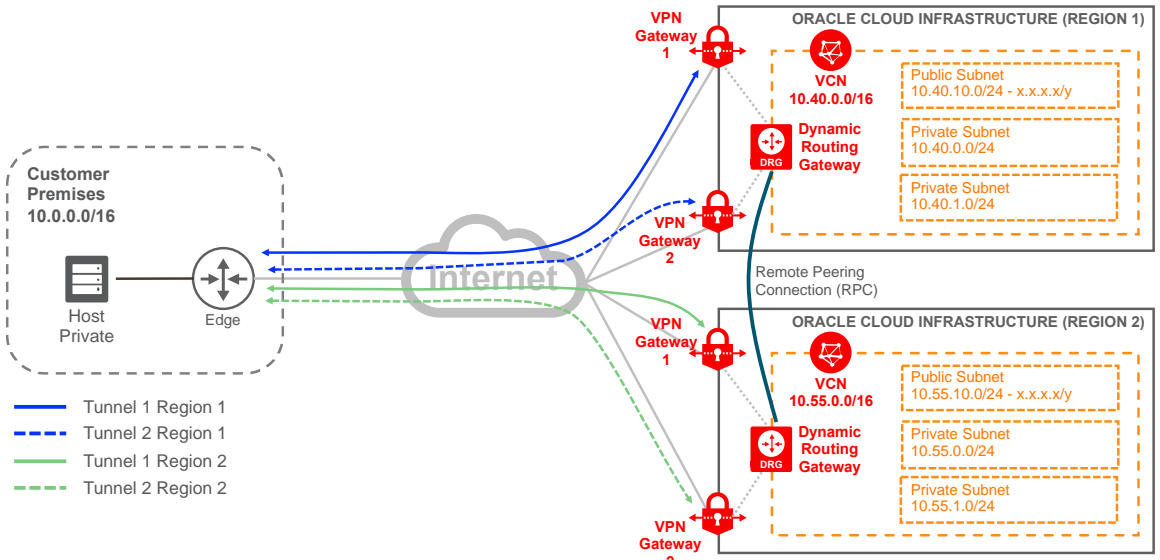 Customer
Premises
10.0.0.0/16
Host
Private
Edge
Internet
Tunnel 1 Region 1
Tunnel 2 Region 1
Tunnel 1 Region 2
Tunnel 2 Region 2
VPN
Gateway
1
VPN
Gateway
2
ORACLE CLOUD INFRASTRUCTURE (REGION 1)
VCN
10.40.0.0/16
Dynamic
Routing
Gateway
DRG
Public Subnet
10.40.10.0/24 - x.x.x.x/y
Private Subnet
10.40.0.0/24
Private Subnet
10.40.1.0/24
Remote Peering
Connection (RPC)
VPN
Gateway
1
VPN
Gateway
2
ORACLE CLOUD INFRASTRUCTURE (REGION 2)
VCN
10.55.0.0/16
Dynamic
Routing
Gateway
DRG
Public Subnet
10.55.10.0/24 - x.x.x.x/y
Private Subnet
10.55.0.0/24
Private Subnet
10.55.1.0/24